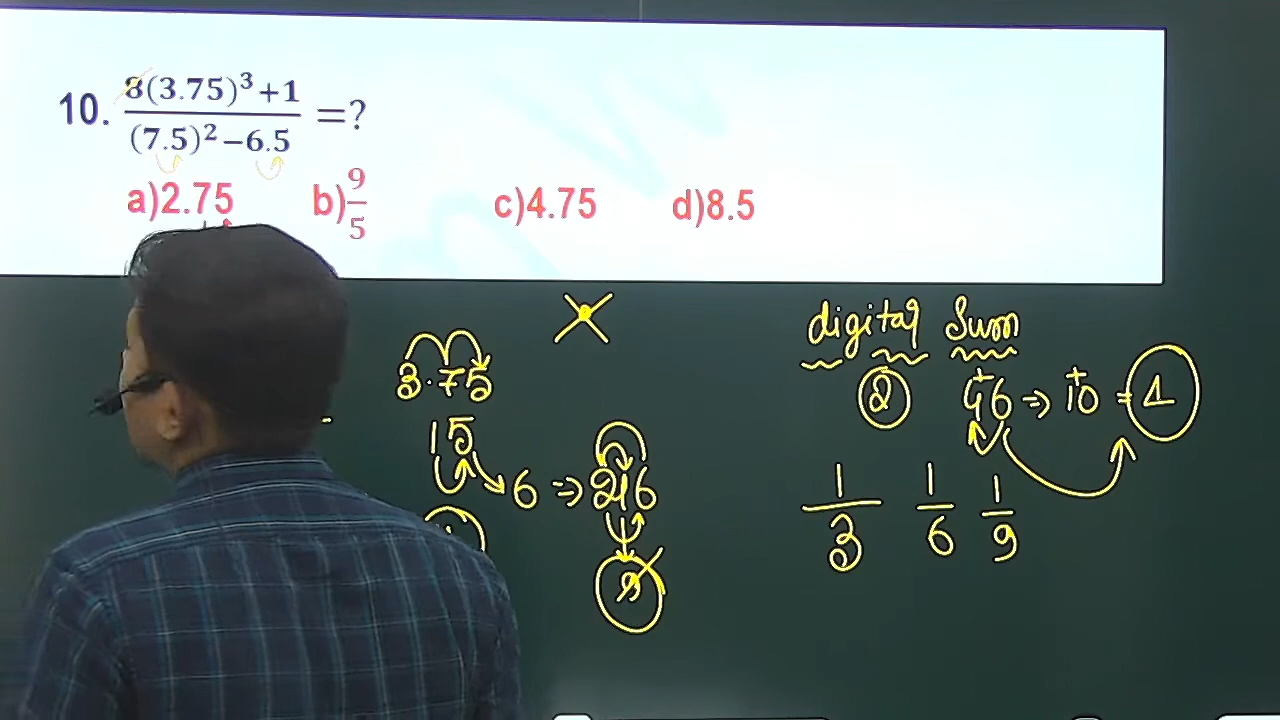 10. 8(3.75)³+1 / (7.5)²−6.5 =?
a)2.75 b)9/5 c)4.75 d)8.5
digital Sum
3.75
② 46 ⇒ 10 = 1
15
6 ⇒ 216
1/3 1/6 1/9
9